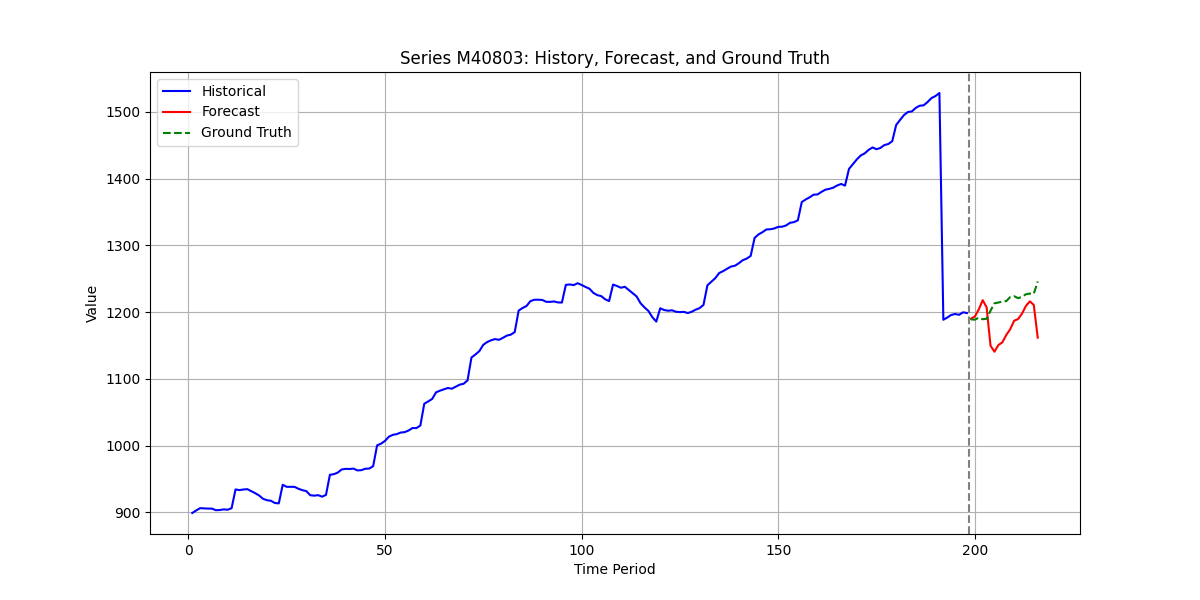 Series M40803: History, Forecast, and Ground Truth
Historical
Forecast
Ground Truth
1500
1400
1300
1200
1100
1000
900
Value
0 50 100 150 200
Time Period